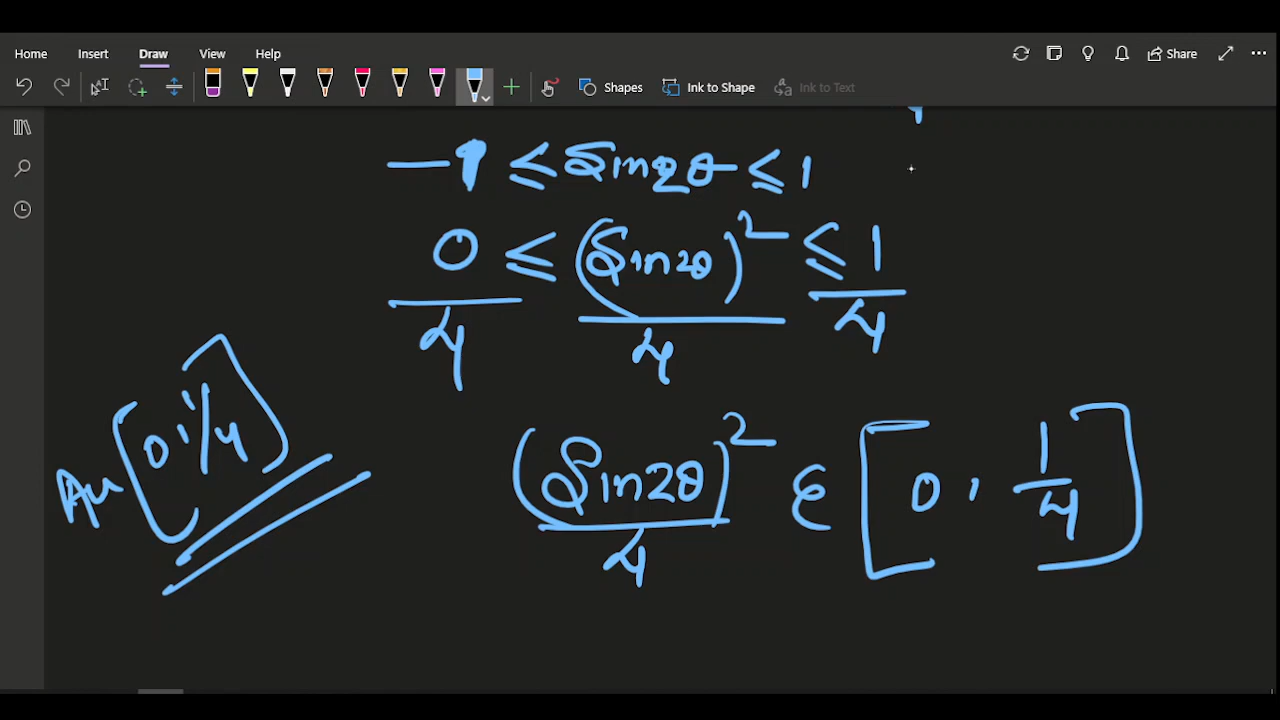 Home Insert Draw View Help Share
Shapes Ink to Shape Ink to Text
-1 ≤ Sin2θ ≤ 1
0/4 ≤ (Sin2θ)²/4 ≤ 1/4
An [0, 1/4]
(Sin2θ)²/4 ∈ [0, 1/4]